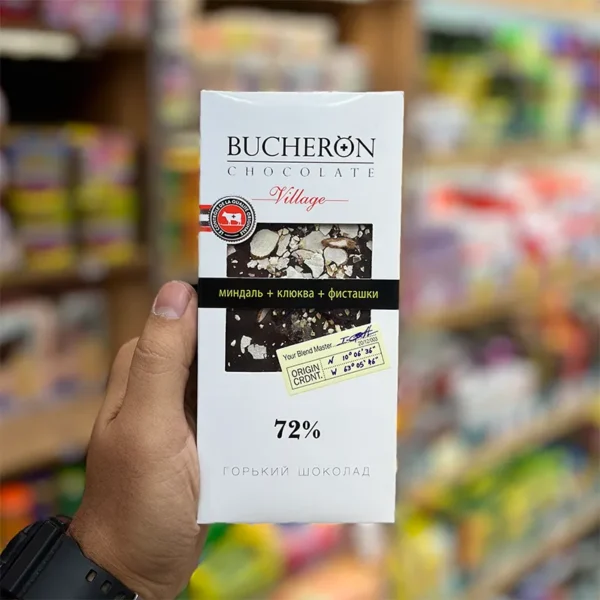 BUCHERON
CHOCOLATE
Village
миндаль + клюква + фисташки
Your Blend Master
ORIGIN
CRDNT.
N 10° 06' 36"
W 63° 05' 46"
72%
ГОРЬКИЙ ШОКОЛАД